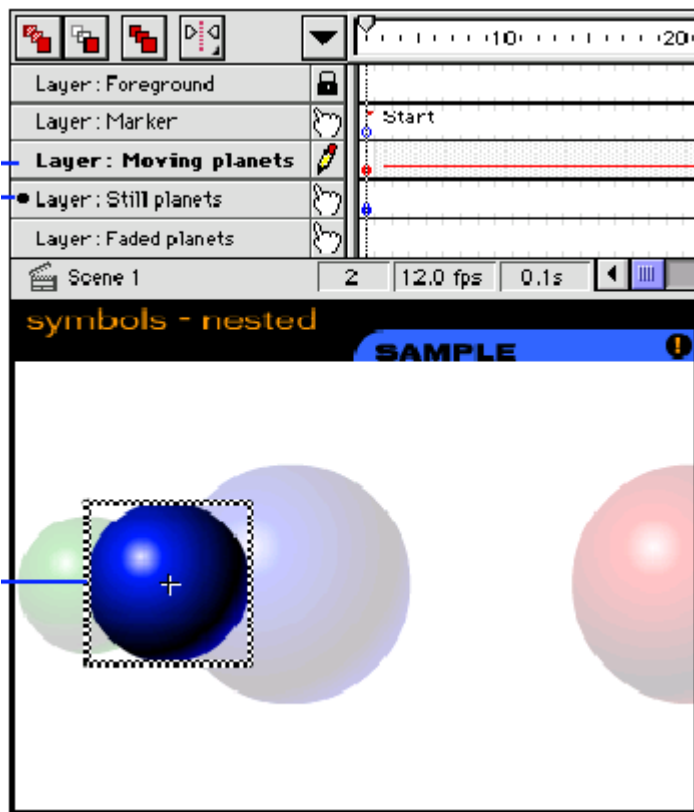 10 20
Layer : Foreground
Layer : Marker
Start
Layer : Moving planets
Layer : Still planets
Layer : Faded planets
Scene 1 2 12.0 fps 0.1s
symbols - nested
SAMPLE !